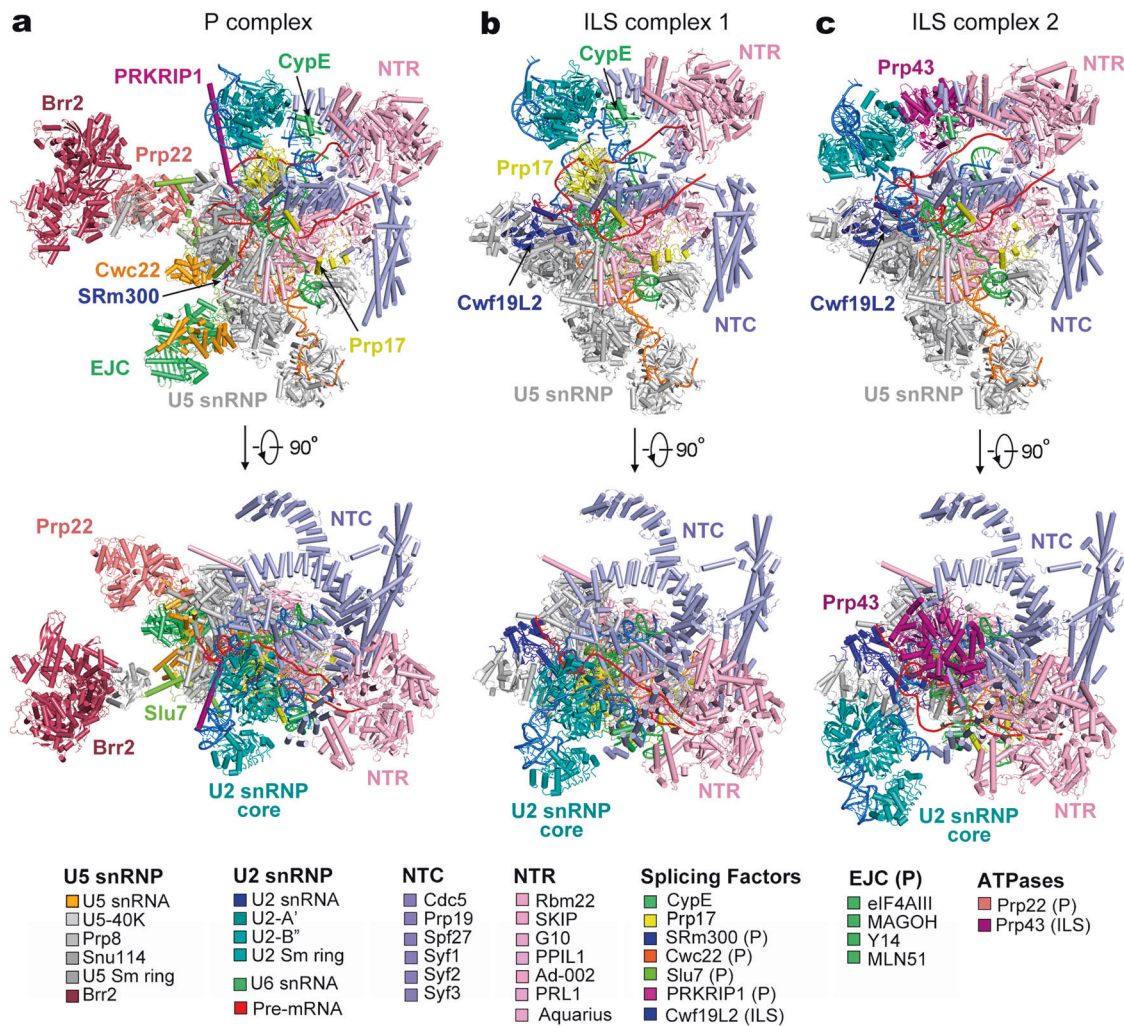 a
P complex
b
ILS complex 1
c
ILS complex 2
PRKRIP1
CypE
NTR
Brr2
Prp22
Cwc22
SRm300
EJC
Prp17
U5 snRNP
CypE
Prp17
Cwf19L2
NTC
U5 snRNP
Prp43
NTR
Cwf19L2
NTC
90°
90°
90°
Prp22
NTC
Brr2
Slu7
U2 snRNP
core
NTR
NTC
U2 snRNP
core
NTR
Prp43
NTC
U2 snRNP
core
NTR
U5 snRNP
U5 snRNA
U5-40K
Prp8
Snu114
U5 Sm ring
Brr2
U2 snRNP
U2 snRNA
U2-A'
U2-B"
U2 Sm ring
U6 snRNA
Pre-mRNA
NTC
Cdc5
Prp19
Spf27
Syf1
Syf2
Syf3
NTR
Rbm22
SKIP
G10
PPIL1
Ad-002
PRL1
Aquarius
Splicing Factors
CypE
Prp17
SRm300 (P)
Cwc22 (P)
Slu7 (P)
PRKRIP1 (P)
Cwf19L2 (ILS)
EJC (P)
eIF4AIII
MAGOH
Y14
MLN51
ATPases
Prp22 (P)
Prp43 (ILS)